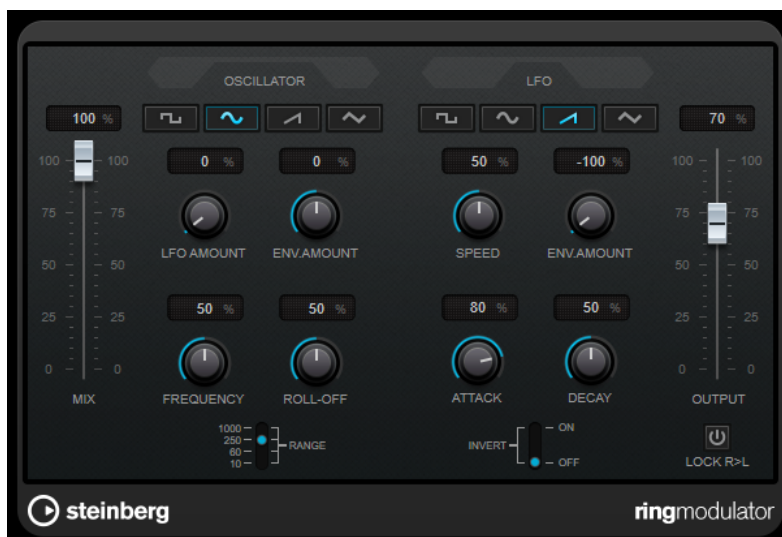 OSCILLATOR
LFO
100 %
70 %
0 %
0 %
50 %
-100 %
100
100
75
75
50
50
25
25
0
0
MIX
LFO AMOUNT
ENV.AMOUNT
50 %
50 %
FREQUENCY
ROLL-OFF
1000
250
60
10
RANGE
SPEED
ENV.AMOUNT
80 %
50 %
ATTACK
DECAY
INVERT
ON
OFF
100
100
75
75
50
50
25
25
0
0
OUTPUT
LOCK R>L
steinberg
ringmodulator